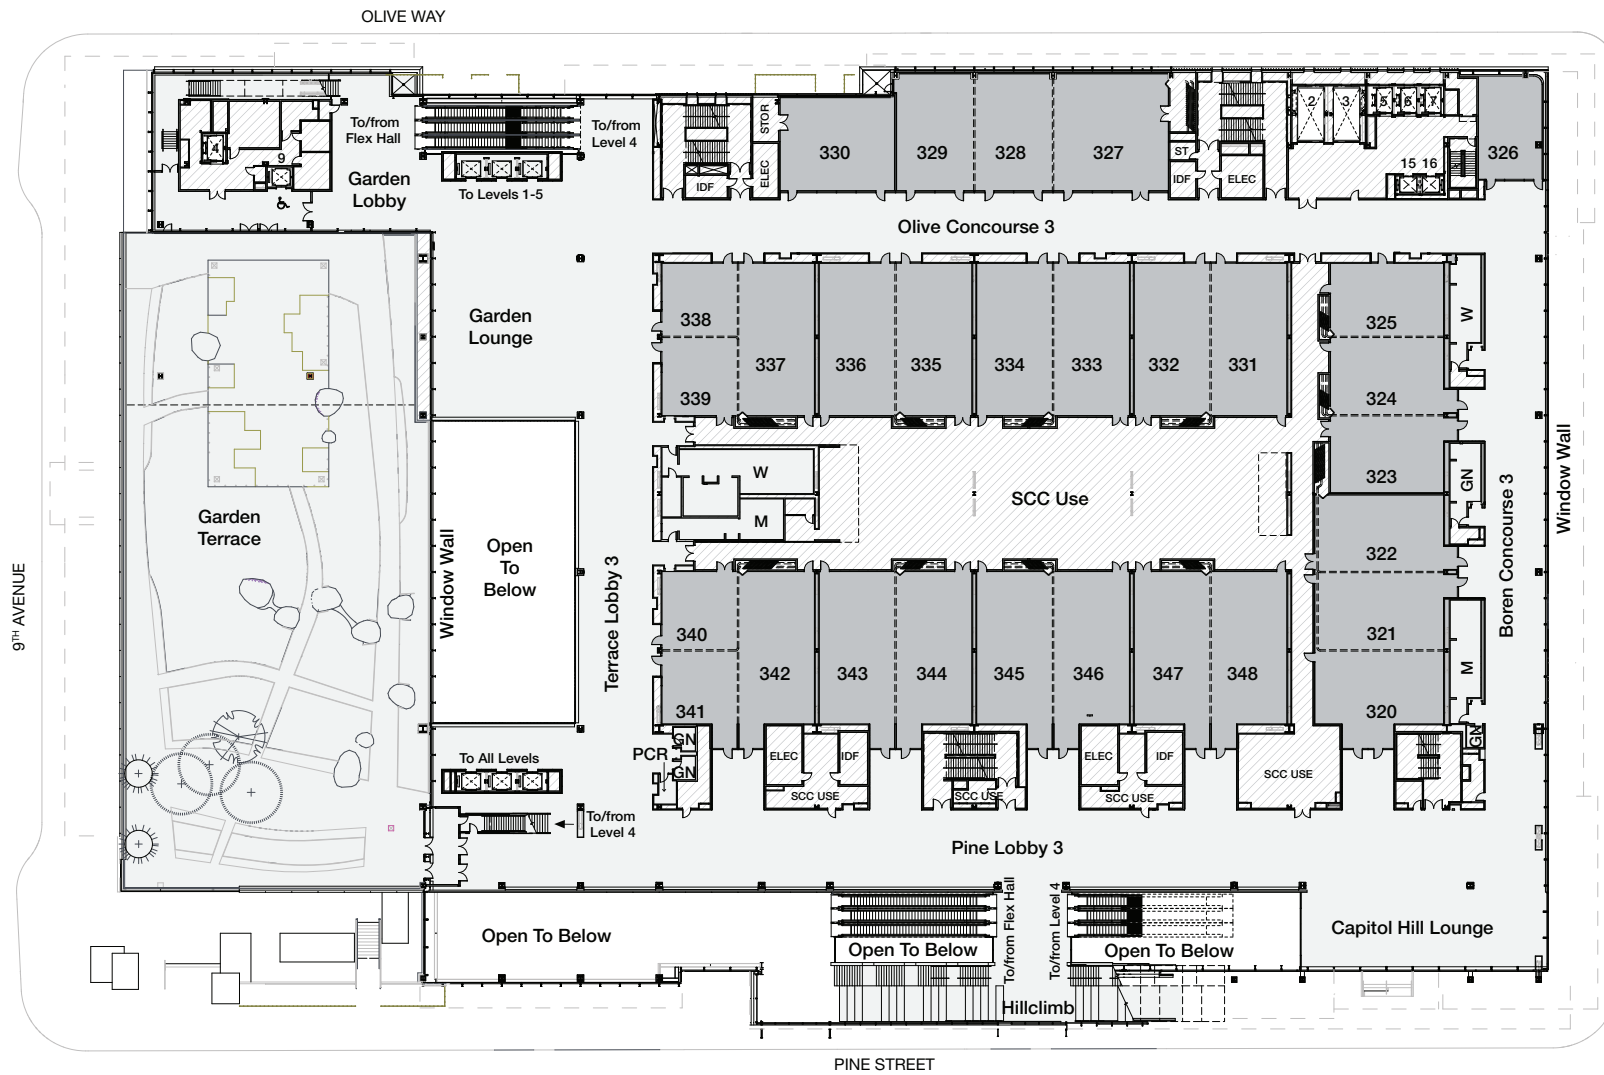 OLIVE WAY
To/from
Flex Hall
To/from
Level 4
STOR
ELEC
IDF
330
329
328
327
ST
IDF
ELEC
2
3
5
6
7
15 16
326
4
9
Garden
Lobby
To Levels 1-5
Olive Concourse 3
Garden
Lounge
338
339
337
336
335
334
333
332
331
325
324
323
W
GN
Window Wall
Boren Concourse 3
W
M
SCC Use
Garden
Terrace
Window Wall
Open
To
Below
Terrace Lobby 3
9TH AVENUE
340
341
342
343
344
345
346
347
348
322
321
320
M
GN
PCR
GN
GN
ELEC
IDF
SCC USE
SCC USE
ELEC
IDF
SCC USE
SCC USE
To All Levels
To/from
Level 4
Pine Lobby 3
Open To Below
Open To Below
To/from Flex Hall
To/from Level 4
Open To Below
Capitol Hill Lounge
Hillclimb
PINE STREET